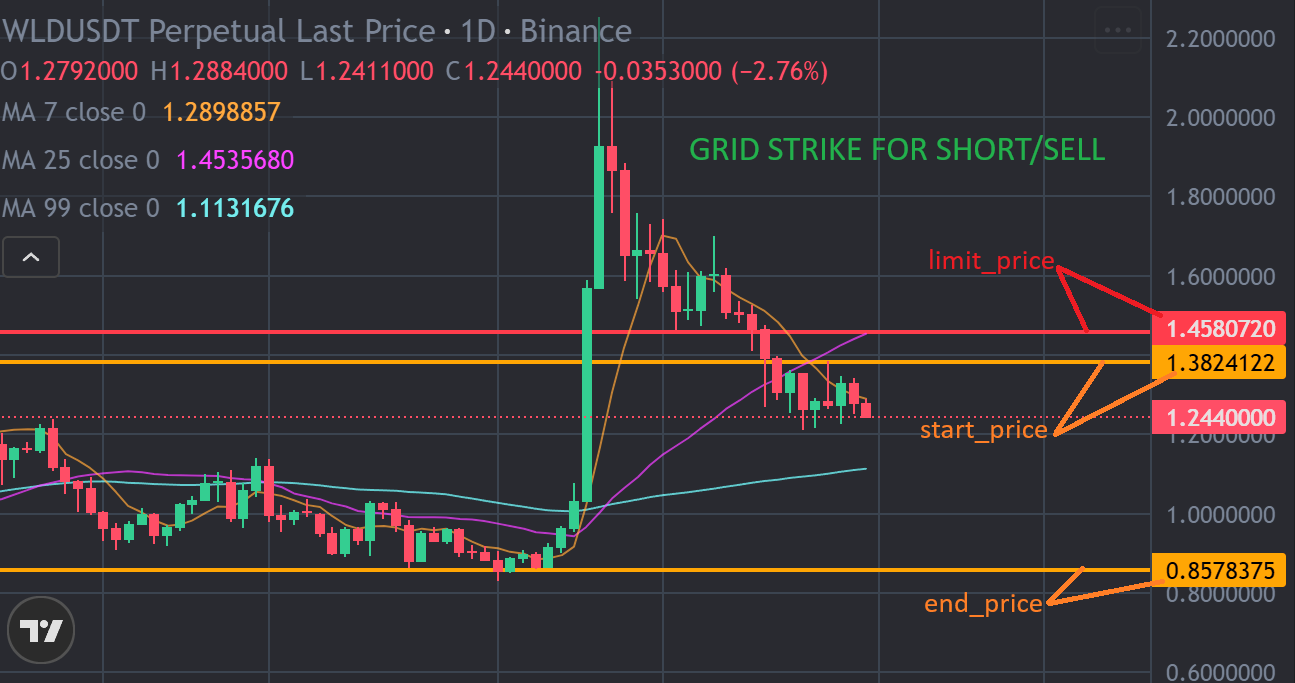 WLDUSDT Perpetual Last Price · 1D · Binance
O1.2792000 H1.2884000 L1.2411000 C1.2440000 -0.0353000 (−2.76%)
MA 7 close 0 1.2898857
MA 25 close 0 1.4535680
MA 99 close 0 1.1131676
GRID STRIKE FOR SHORT/SELL
2.2000000
2.0000000
1.8000000
limit_price
1.6000000
1.4580720
1.3824122
1.2440000
start_price
1.2000000
1.0000000
0.8578375
end_price
0.8000000
0.6000000